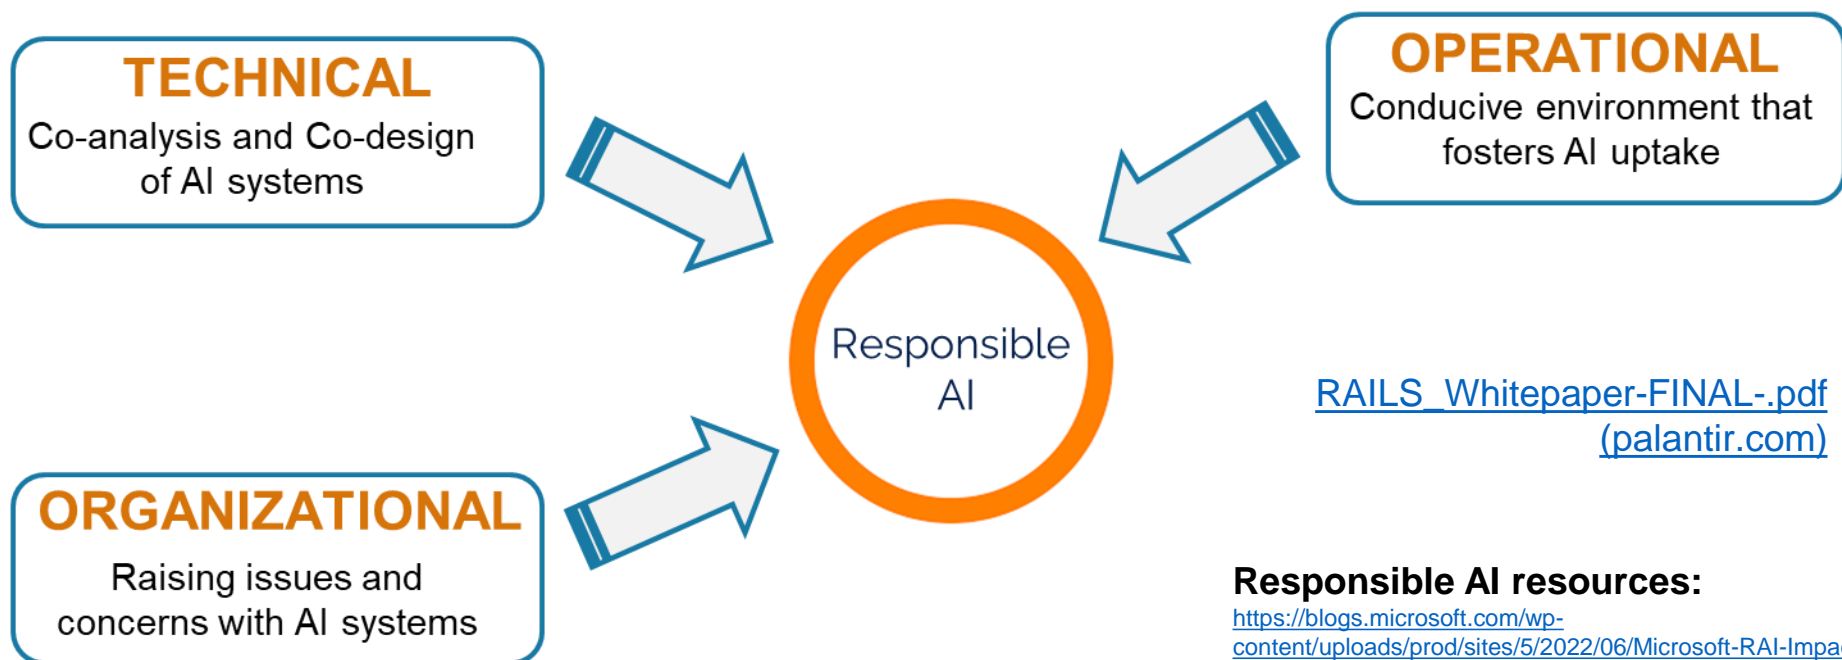 TECHNICAL
Co-analysis and Co-design
of AI systems
OPERATIONAL
Conducive environment that
fosters AI uptake
Responsible
AI
RAILS_Whitepaper-FINAL-.pdf
(palantir.com)
ORGANIZATIONAL
Raising issues and
concerns with AI systems
Responsible AI resources:
https://blogs.microsoft.com/wp-
content/uploads/prod/sites/5/2022/06/Microsoft-RAI-Impa